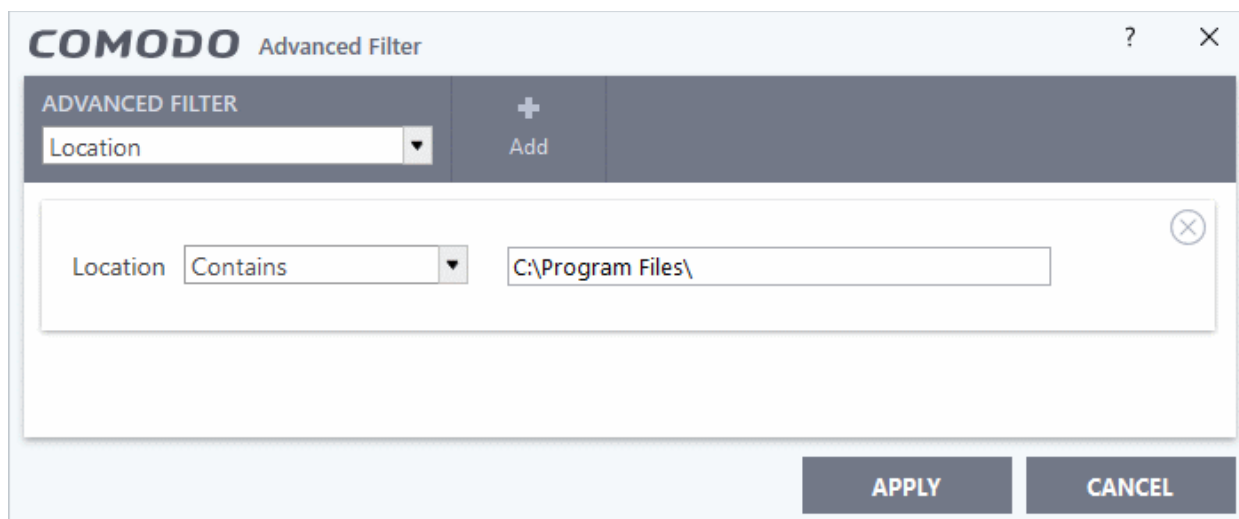 COMODO Advanced Filter ?
ADVANCED FILTER
Location
Add
Location Contains C:\Program Files\
APPLY CANCEL